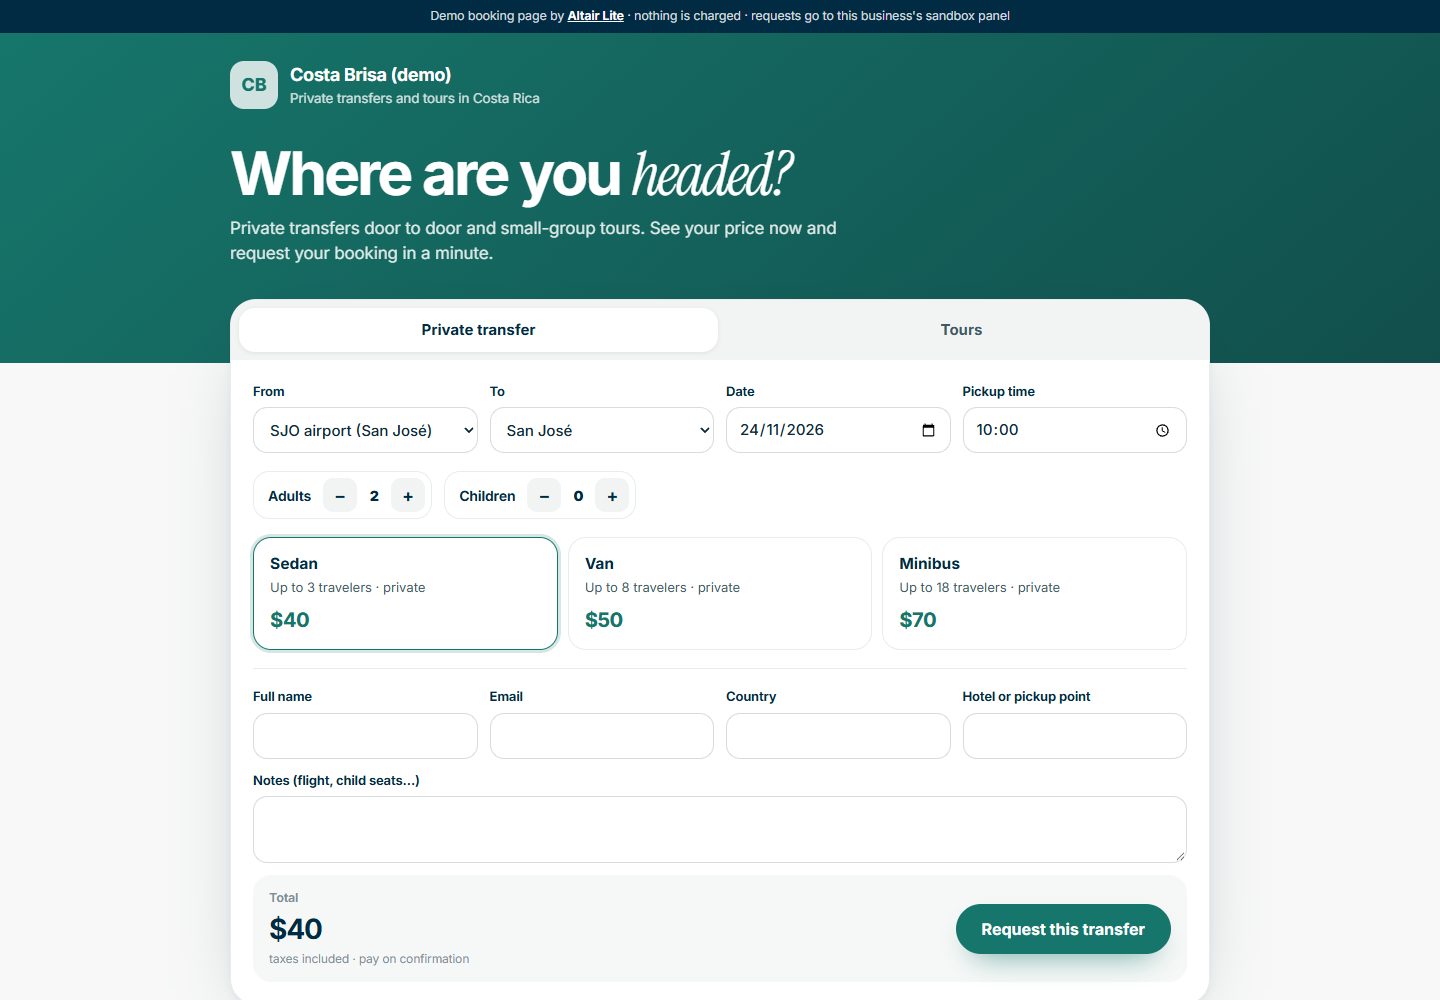 Demo booking page by Altair Lite · nothing is charged · requests go to this business's sandbox panel
CB
Costa Brisa (demo)
Private transfers and tours in Costa Rica
Where are you headed?
Private transfers door to door and small-group tours. See your price now and
request your booking in a minute.
Private transfer
Tours
From
To
Date
Pickup time
SJO airport (San José)
San José
24/11/2026
10:00
Adults − 2 +
Children − 0 +
Sedan
Up to 3 travelers · private
$40
Van
Up to 8 travelers · private
$50
Minibus
Up to 18 travelers · private
$70
Full name
Email
Country
Hotel or pickup point
Notes (flight, child seats...)
Total
$40
taxes included · pay on confirmation
Request this transfer